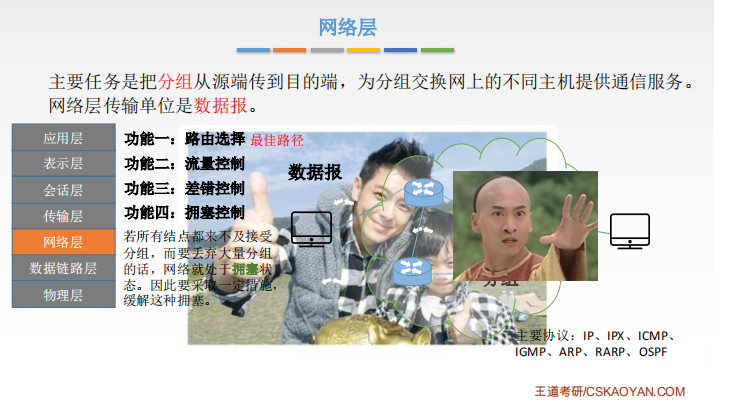 网络层
主要任务是把分组从源端传到目的端，为分组交换网上的不同主机提供通信服务。
网络层传输单位是数据报。
应用层
表示层
会话层
传输层
网络层
数据链路层
物理层
功能一：路由选择 最佳路径
功能二：流量控制
功能三：差错控制
功能四：拥塞控制
若所有结点都来不及接受
分组，而要丢弃大量分组
的话，网络就处于拥塞状
态。因此要采取一定措施，
缓解这种拥塞。
数据报
分组
主要协议：IP、IPX、ICMP、
IGMP、ARP、RARP、OSPF
王道考研/CSKAOYAN.COM